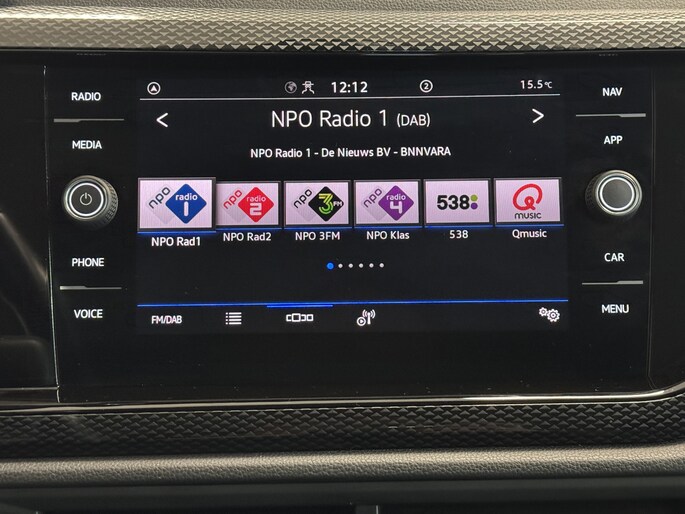 RADIO
MEDIA
PHONE
VOICE
12:12
2
15.5°C
NPO Radio 1 (DAB)
NPO Radio 1 - De Nieuws BV - BNNVARA
npo radio 1
npo radio 2
npo 3FM
npo radio 4
538
Q MUSIC
NPO Rad1
NPO Rad2
NPO 3FM
NPO Klas
538
Qmusic
FM/DAB
NAV
APP
CAR
MENU